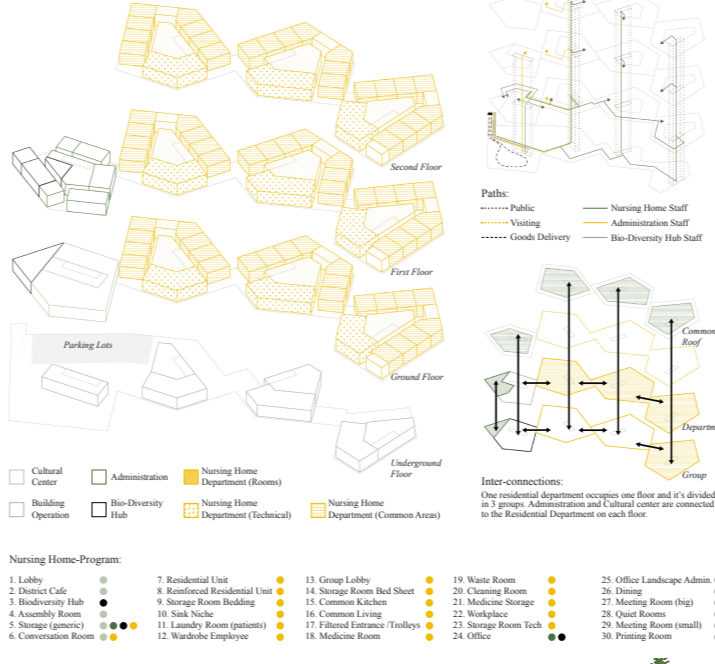 Second Floor
First Floor
Ground Floor
Parking Lots
Underground
Floor
Cultural
Center
Administration
Nursing Home
Department (Rooms)
Building
Operation
Bio-Diversity
Hub
Nursing Home
Department (Technical)
Nursing Home
Department (Common Areas)
Paths:
Public
Nursing Home Staff
Visiting
Administration Staff
Goods Delivery
Bio-Diversity Hub Staff
Common
Roof
Departm
Group
Inter-connections:
One residential department occupies one floor and it's divided
in 3 groups. Administration and Cultural center are connected
to the Residential Department on each floor.
Nursing Home-Program:
1. Lobby
2. District Cafe
3. Biodiversity Hub
4. Assembly Room
5. Storage (generic)
6. Conversation Room
7. Residential Unit
8. Reinforced Residential Unit
9. Storage Room Bedding
10. Sink Niche
11. Laundry Room (patients)
12. Wardrobe Employee
13. Group Lobby
14. Storage Room Bed Sheet
15. Common Kitchen
16. Common Living
17. Filtered Entrance /Trolleys
18. Medicine Room
19. Waste Room
20. Cleaning Room
21. Medicine Storage
22. Workplace
23. Storage Room Tech
24. Office
25. Office Landscape Admin.
26. Dining
27. Meeting Room (big)
28. Quiet Rooms
29. Meeting Room (small)
30. Printing Room